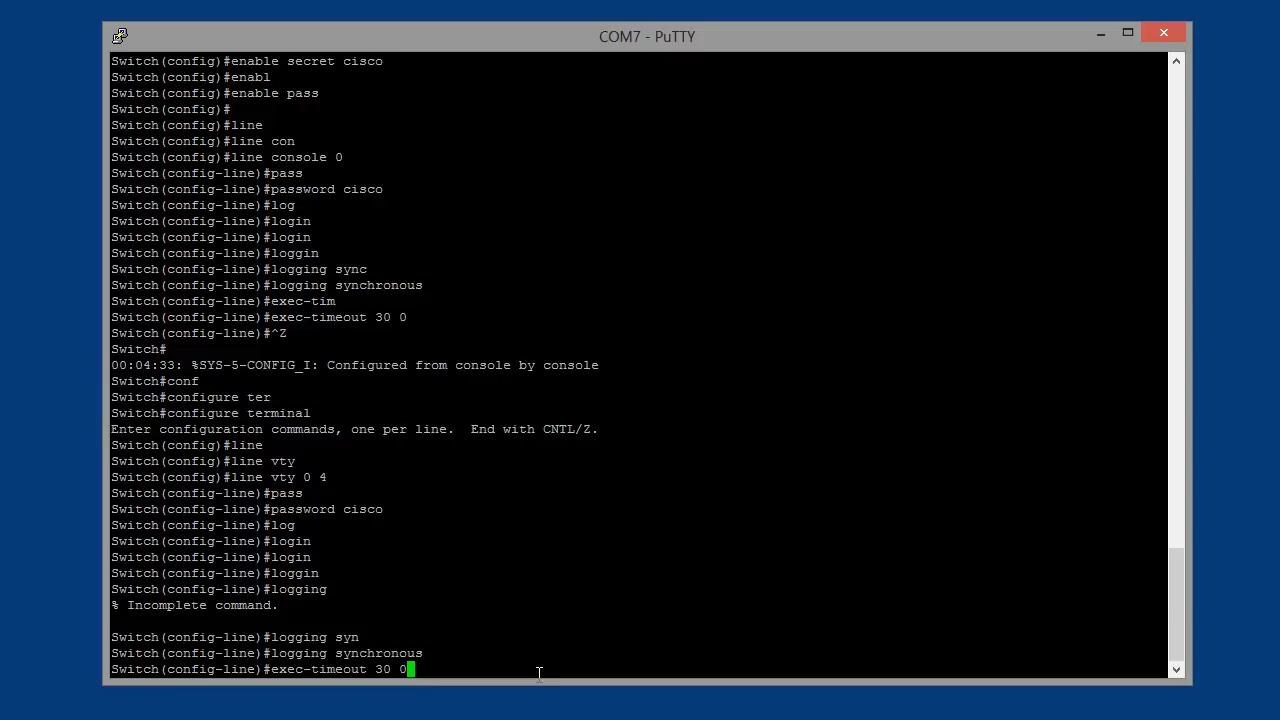 COM7 - PuTTY
Switch(config)#enable secret cisco
Switch(config)#enabl
Switch(config)#enable pass
Switch(config)#
Switch(config)#line
Switch(config)#line con
Switch(config)#line console 0
Switch(config-line)#pass
Switch(config-line)#password cisco
Switch(config-line)#log
Switch(config-line)#login
Switch(config-line)#login
Switch(config-line)#loggin
Switch(config-line)#logging sync
Switch(config-line)#logging synchronous
Switch(config-line)#exec-tim
Switch(config-line)#exec-timeout 30 0
Switch(config-line)#^Z
Switch#
00:04:33: %SYS-5-CONFIG_I: Configured from console by console
Switch#conf
Switch#configure ter
Switch#configure terminal
Enter configuration commands, one per line.  End with CNTL/Z.
Switch(config)#line
Switch(config)#line vty
Switch(config)#line vty 0 4
Switch(config-line)#pass
Switch(config-line)#password cisco
Switch(config-line)#log
Switch(config-line)#login
Switch(config-line)#login
Switch(config-line)#loggin
Switch(config-line)#logging
% Incomplete command.
Switch(config-line)#logging syn
Switch(config-line)#logging synchronous
Switch(config-line)#exec-timeout 30 0